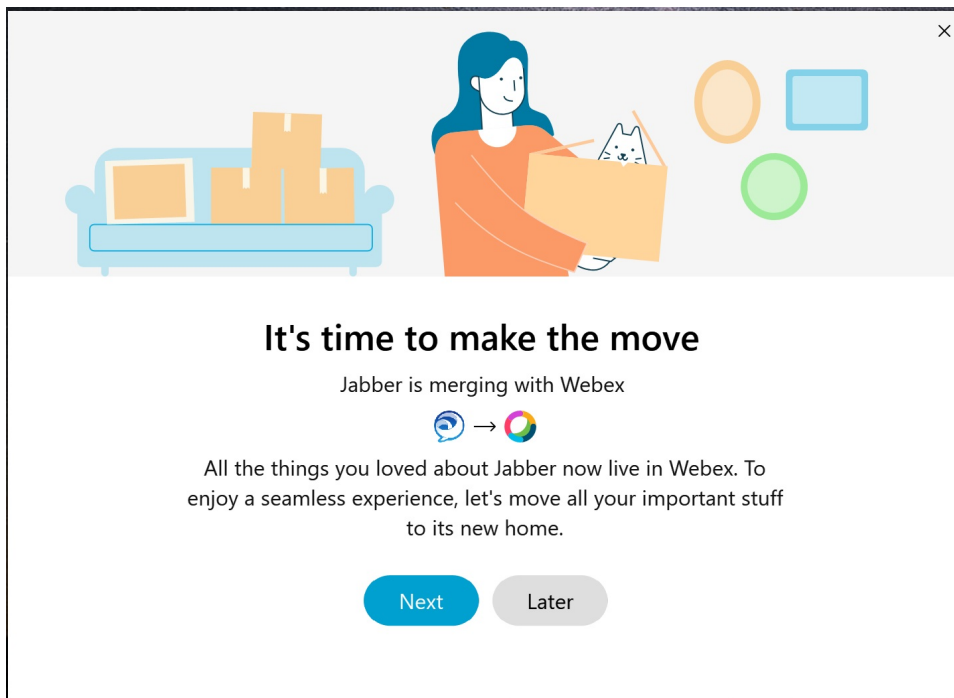 It's time to make the move
Jabber is merging with Webex
All the things you loved about Jabber now live in Webex. To
enjoy a seamless experience, let's move all your important stuff
to its new home.
Next
Later